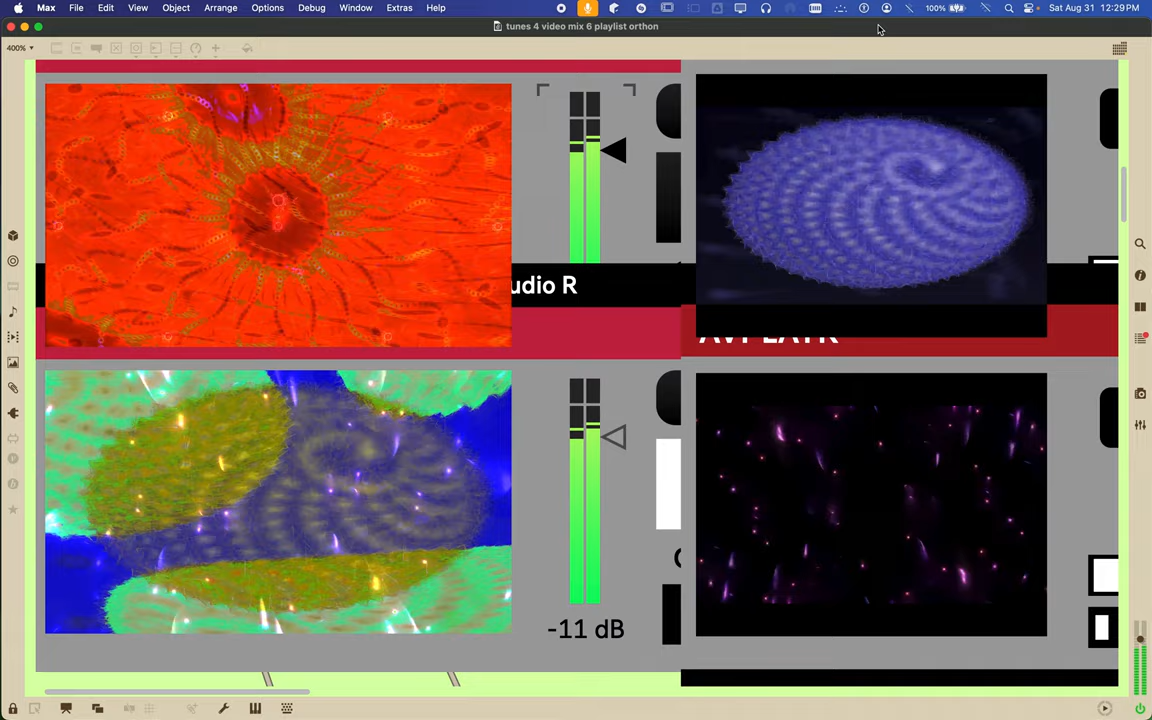 Max File Edit View Object Arrange Options Debug Window Extras Help
100% Sat Aug 31 12:29 PM
tunes 4 video mix 6 playlist orthon
400%
udio R
-11 dB